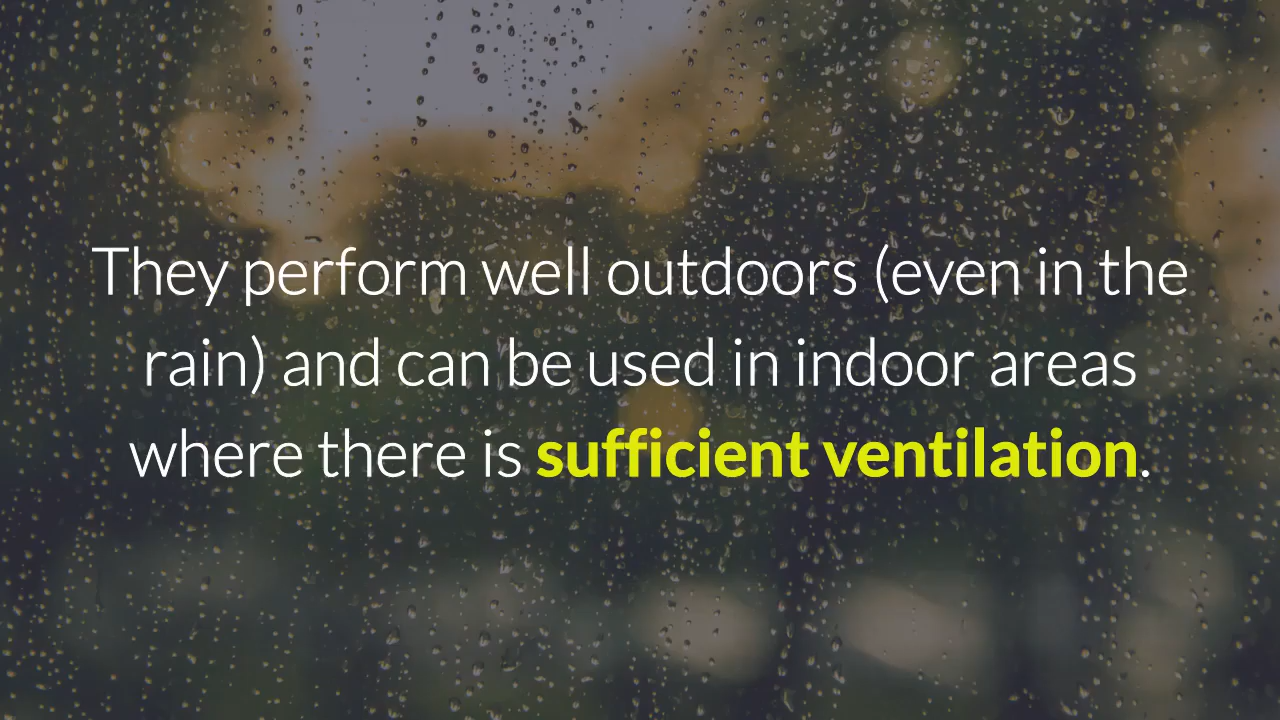 They perform well outdoors (even in the
rain) and can be used in indoor areas
where there is sufficient ventilation.